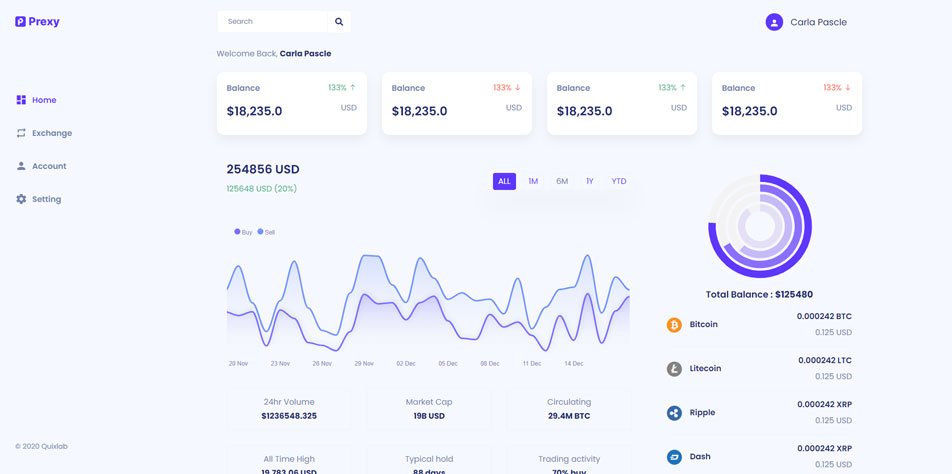 Prexy
Search
Carla Pascle
Welcome Back, Carla Pascle
Home
Exchange
Account
Setting
© 2020 Quixlab
Balance 133% ↑
$18,235.0 USD
Balance 133% ↓
$18,235.0 USD
Balance 133% ↑
$18,235.0 USD
Balance 133% ↓
$18,235.0 USD
254856 USD
125648 USD (20%)
ALL 1M 6M 1Y YTD
Buy Sell
20 Nov 23 Nov 26 Nov 29 Nov 02 Dec 05 Dec 08 Dec 11 Dec 14 Dec
24hr Volume
$1236548.325
Market Cap
19B USD
Circulating
29.4M BTC
All Time High
19,783.06 USD
Typical hold
88 days
Trading activity
70% buy
Total Balance : $125480
Bitcoin
0.000242 BTC
0.125 USD
Litecoin
0.000242 LTC
0.125 USD
Ripple
0.000242 XRP
0.125 USD
Dash
0.000242 XRP
0.125 USD